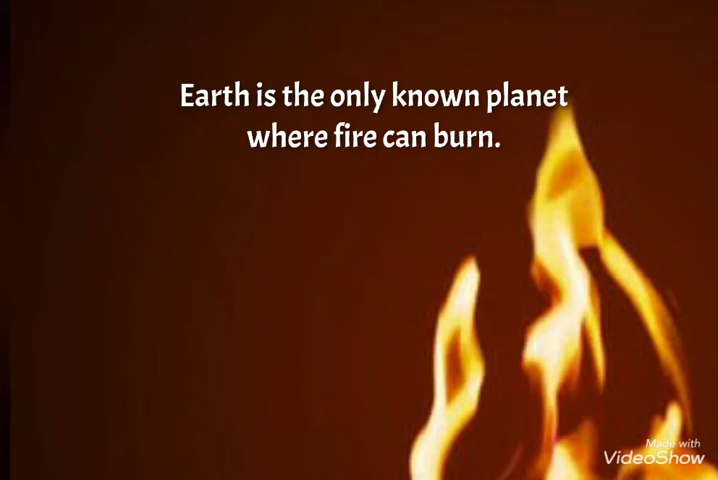 Earth is the only known planet
where fire can burn.
Made with
VideoShow